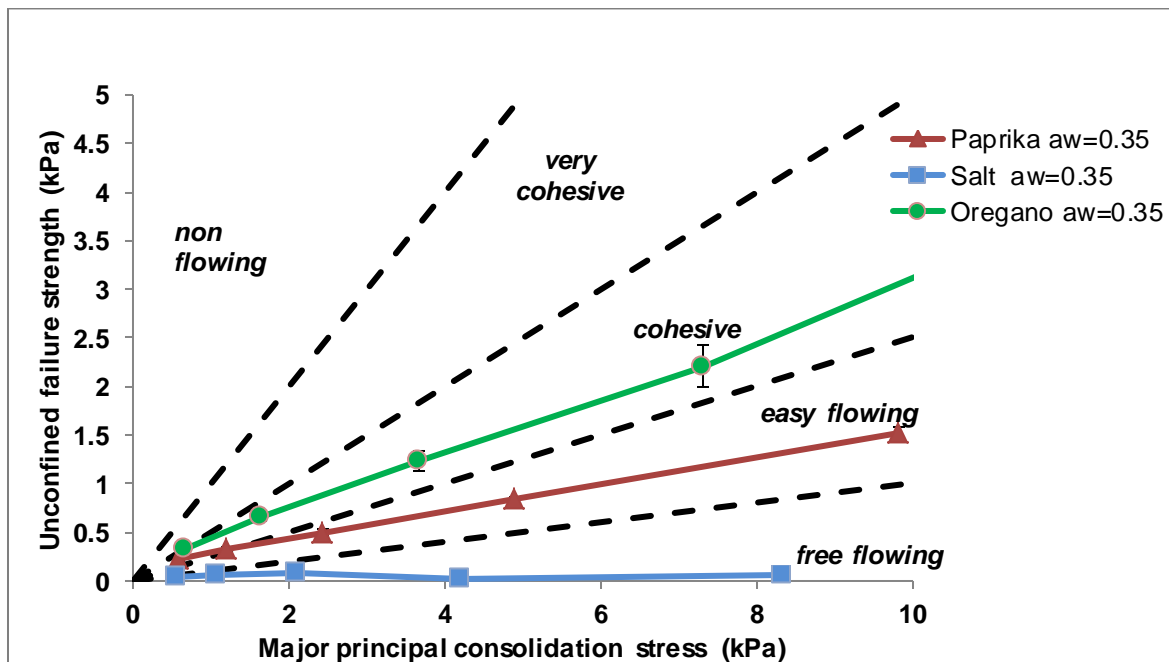 Unconfined failure strength (kPa)
5
4.5
4
3.5
3
2.5
2
1.5
1
0.5
0
non
flowing
very
cohesive
cohesive
easy flowing
free flowing
Paprika aw=0.35
Salt aw=0.35
Oregano aw=0.35
0 2 4 6 8 10
Major principal consolidation stress (kPa)